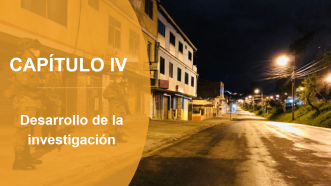 CAPÍTULO IV
Desarrollo de la
investigación